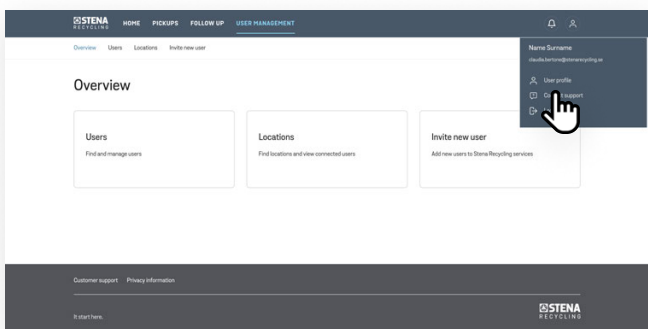 STENA RECYCLING HOME PICKUPS FOLLOW UP USER MANAGEMENT
Overview Users Locations Invite new user
Name Surname
claudia.bertone@stenarecycling.se
User profile
support
Overview
Users
Find and manage users
Locations
Find locations and view connected users
Invite new user
Add new users to Stena Recycling services
Customer support Privacy information
It start here.
STENA
RECYCLING